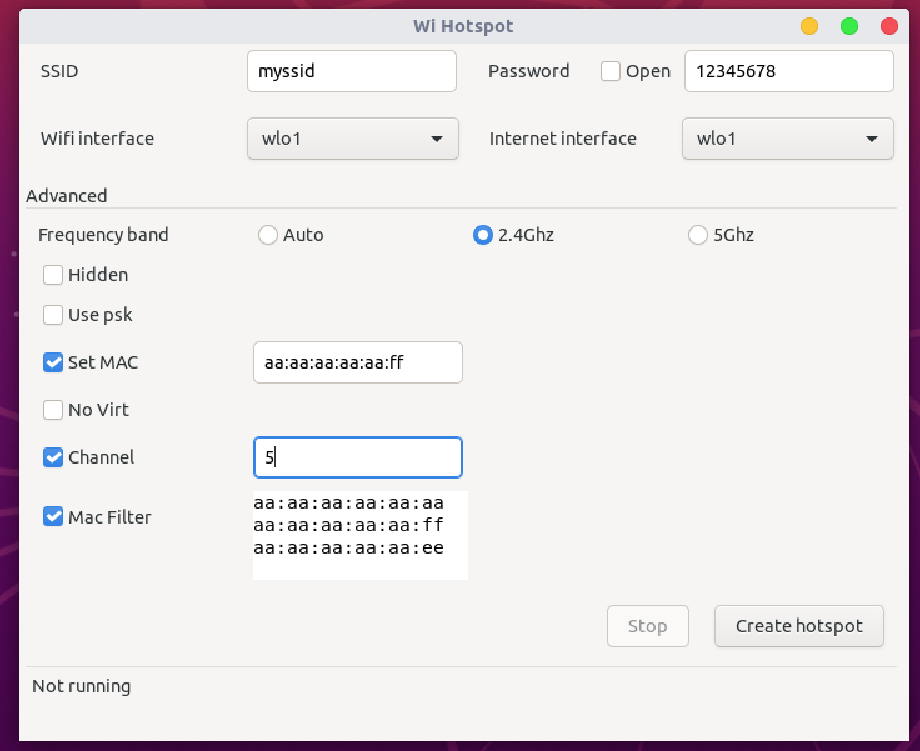 Wi Hotspot
SSID myssid Password Open 12345678
Wifi interface wlo1 Internet interface wlo1
Advanced
Frequency band Auto 2.4Ghz 5Ghz
Hidden
Use psk
Set MAC aa:aa:aa:aa:aa:ff
No Virt
Channel 5
Mac Filter aa:aa:aa:aa:aa:aa
aa:aa:aa:aa:aa:ff
aa:aa:aa:aa:aa:ee
Stop Create hotspot
Not running